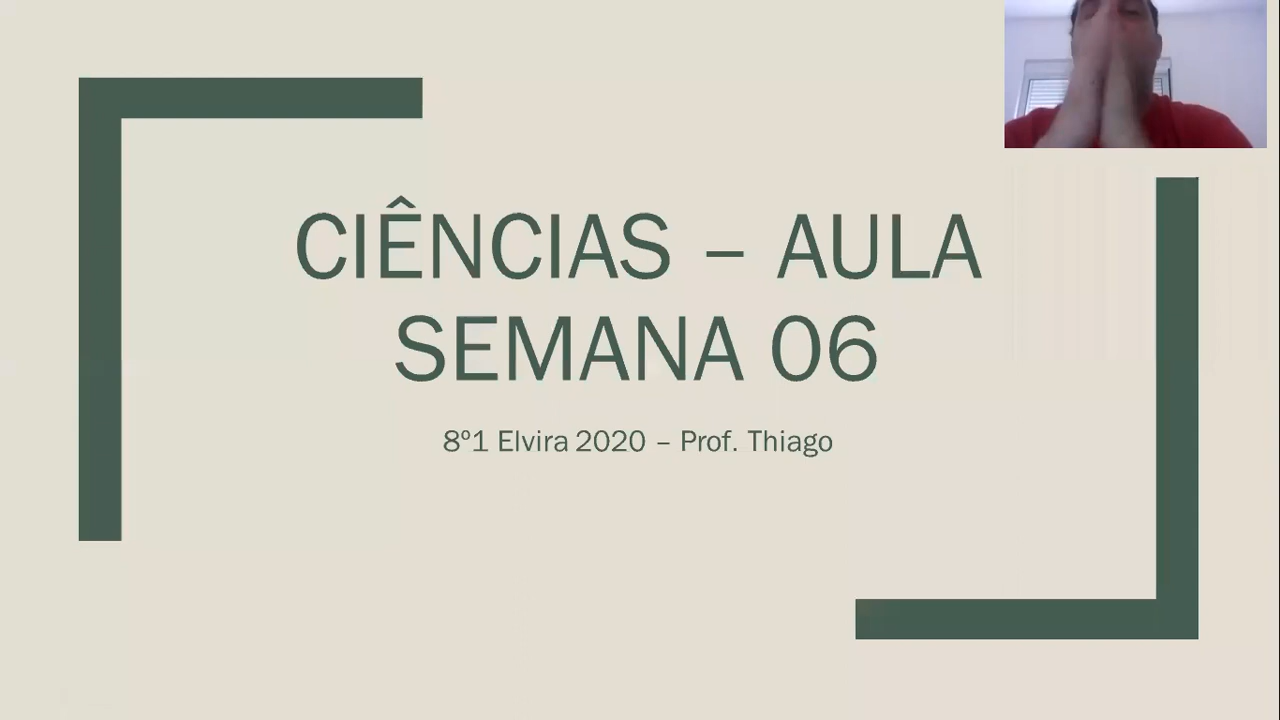 CIÊNCIAS – AULA
SEMANA 06
8º1 Elvira 2020 – Prof. Thiago